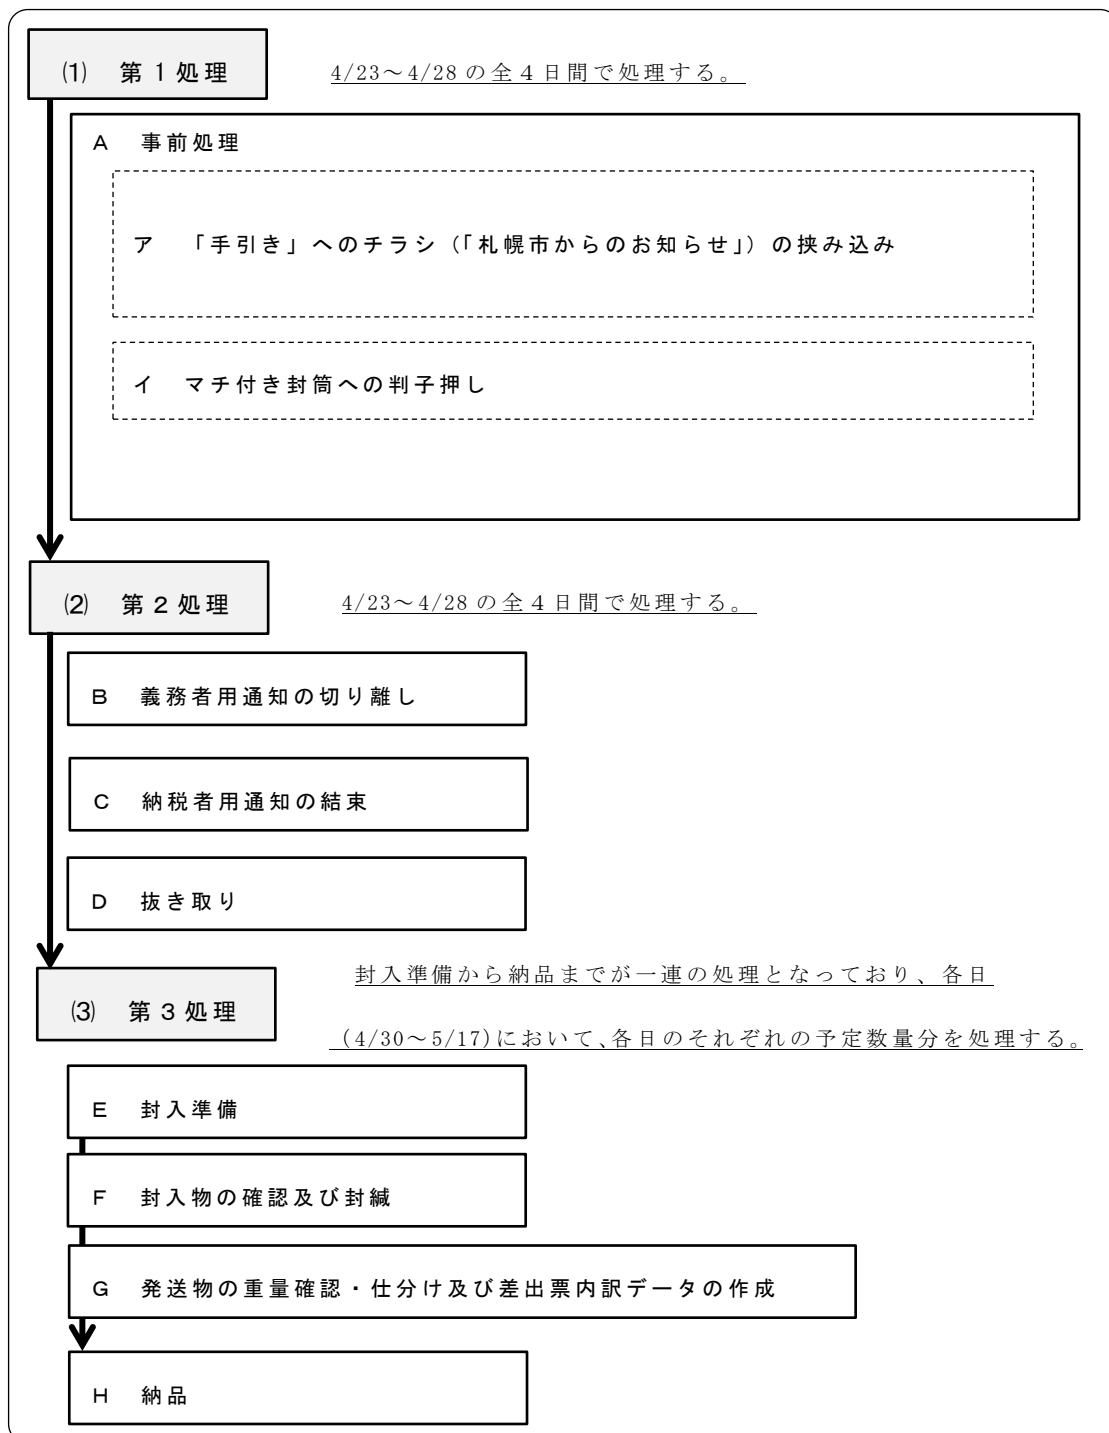 ⑴ 第１処理 4/23～4/28の全４日間で処理する。
Ａ 事前処理
ア 「手引き」へのチラシ（「札幌市からのお知らせ」）の挟み込み
イ マチ付き封筒への判子押し
⑵ 第２処理 4/23～4/28の全４日間で処理する。
Ｂ 義務者用通知の切り離し
Ｃ 納税者用通知の結束
Ｄ 抜き取り
⑶ 第３処理
封入準備から納品までが一連の処理となっており、各日
(4/30～5/17)において、各日のそれぞれの予定数量分を処理する。
Ｅ 封入準備
Ｆ 封入物の確認及び封緘
Ｇ 発送物の重量確認・仕分け及び差出票内訳データの作成
Ｈ 納品